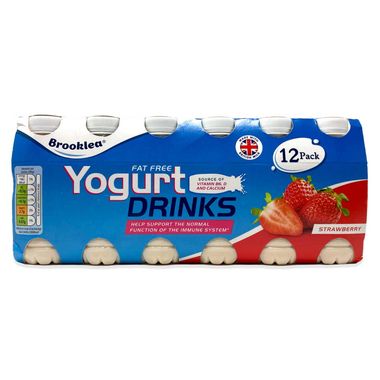 Brooklea®
FAT FREE
Yogurt
DRINKS
SOURCE OF
VITAMIN B6, D
AND CALCIUM
HELP SUPPORT THE NORMAL
FUNCTION OF THE IMMUNE SYSTEM*
12 Pack
STRAWBERRY